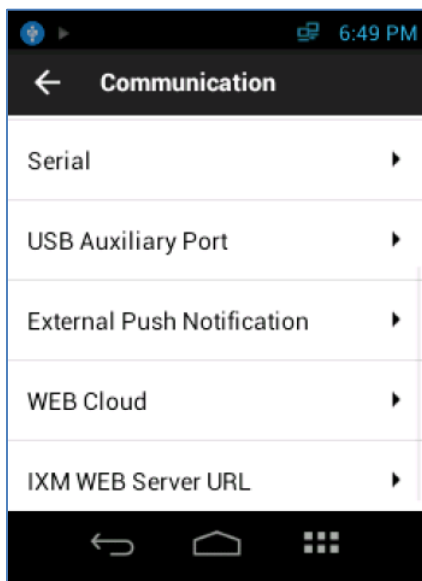 6:49 PM
Communication
Serial
USB Auxiliary Port
External Push Notification
WEB Cloud
IXM WEB Server URL